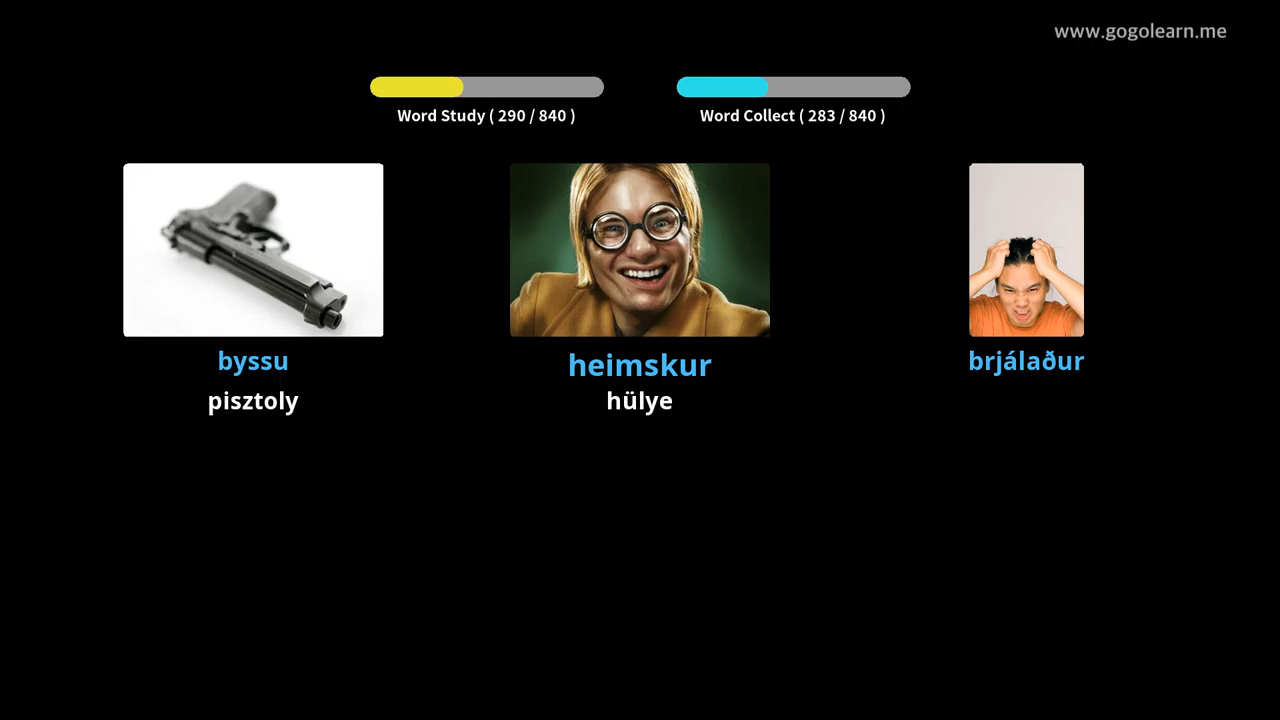 www.gogolearn.me
Word Study ( 290 / 840 )
Word Collect ( 283 / 840 )
byssu
heimskur
brjálaður
pisztoly
hülye